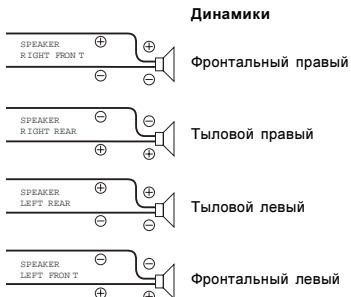 Динамики
SPEAKER
RIGHT FRONT
Фронтальный правый
SPEAKER
RIGHT REAR
Тыловой правый
SPEAKER
LEFT REAR
Тыловой левый
SPEAKER
LEFT FRONT
Фронтальный левый